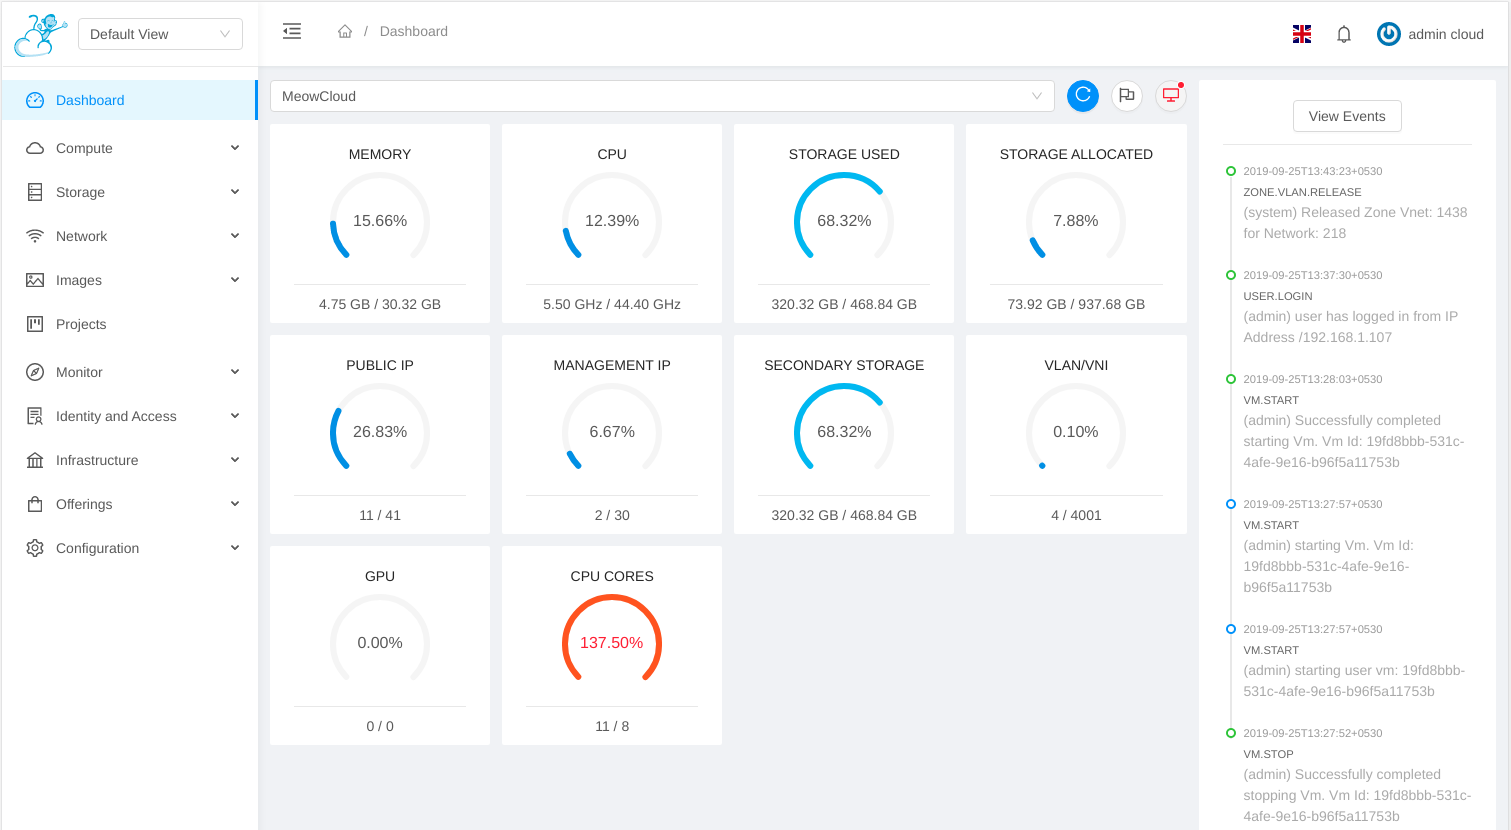 Default View
/ Dashboard
admin cloud
Dashboard
Compute
Storage
Network
Images
Projects
Monitor
Identity and Access
Infrastructure
Offerings
Configuration
MeowCloud
MEMORY
15.66%
4.75 GB / 30.32 GB
CPU
12.39%
5.50 GHz / 44.40 GHz
STORAGE USED
68.32%
320.32 GB / 468.84 GB
STORAGE ALLOCATED
7.88%
73.92 GB / 937.68 GB
PUBLIC IP
26.83%
11 / 41
MANAGEMENT IP
6.67%
2 / 30
SECONDARY STORAGE
68.32%
320.32 GB / 468.84 GB
VLAN/VNI
0.10%
4 / 4001
GPU
0.00%
0 / 0
CPU CORES
137.50%
11 / 8
View Events
2019-09-25T13:43:23+0530
ZONE.VLAN.RELEASE
(system) Released Zone Vnet: 1438
for Network: 218
2019-09-25T13:37:30+0530
USER.LOGIN
(admin) user has logged in from IP
Address /192.168.1.107
2019-09-25T13:28:03+0530
VM.START
(admin) Successfully completed
starting Vm. Vm Id: 19fd8bbb-531c-
4afe-9e16-b96f5a11753b
2019-09-25T13:27:57+0530
VM.START
(admin) starting Vm. Vm Id:
19fd8bbb-531c-4afe-9e16-
b96f5a11753b
2019-09-25T13:27:57+0530
VM.START
(admin) starting user vm: 19fd8bbb-
531c-4afe-9e16-b96f5a11753b
2019-09-25T13:27:52+0530
VM.STOP
(admin) Successfully completed
stopping Vm. Vm Id: 19fd8bbb-531c-
4afe-9e16-b96f5a11753b